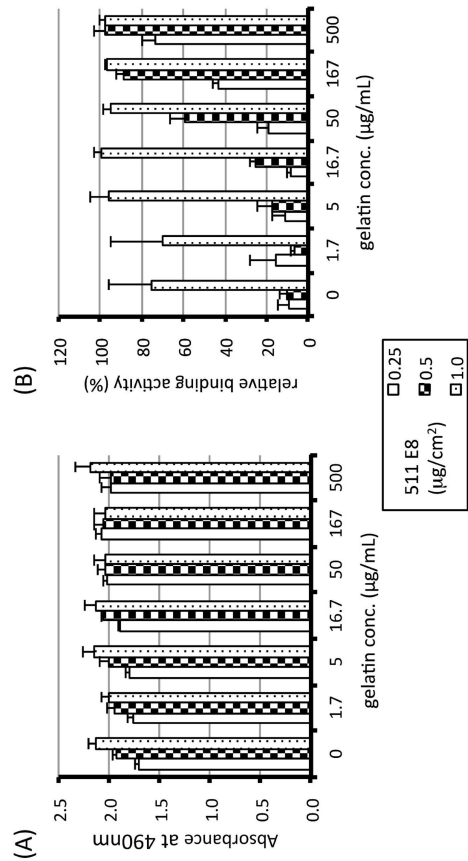 (A)
Absorbance at 490nm
2.5
2.0
1.5
1.0
0.5
0.0
0 1.7 5 16.7 50 167 500
gelatin conc. (µg/mL)
(B)
relative binding activity (%)
120
100
80
60
40
20
0
0 1.7 5 16.7 50 167 500
gelatin conc. (µg/mL)
511 E8
(µg/cm²)
0.25
0.5
1.0